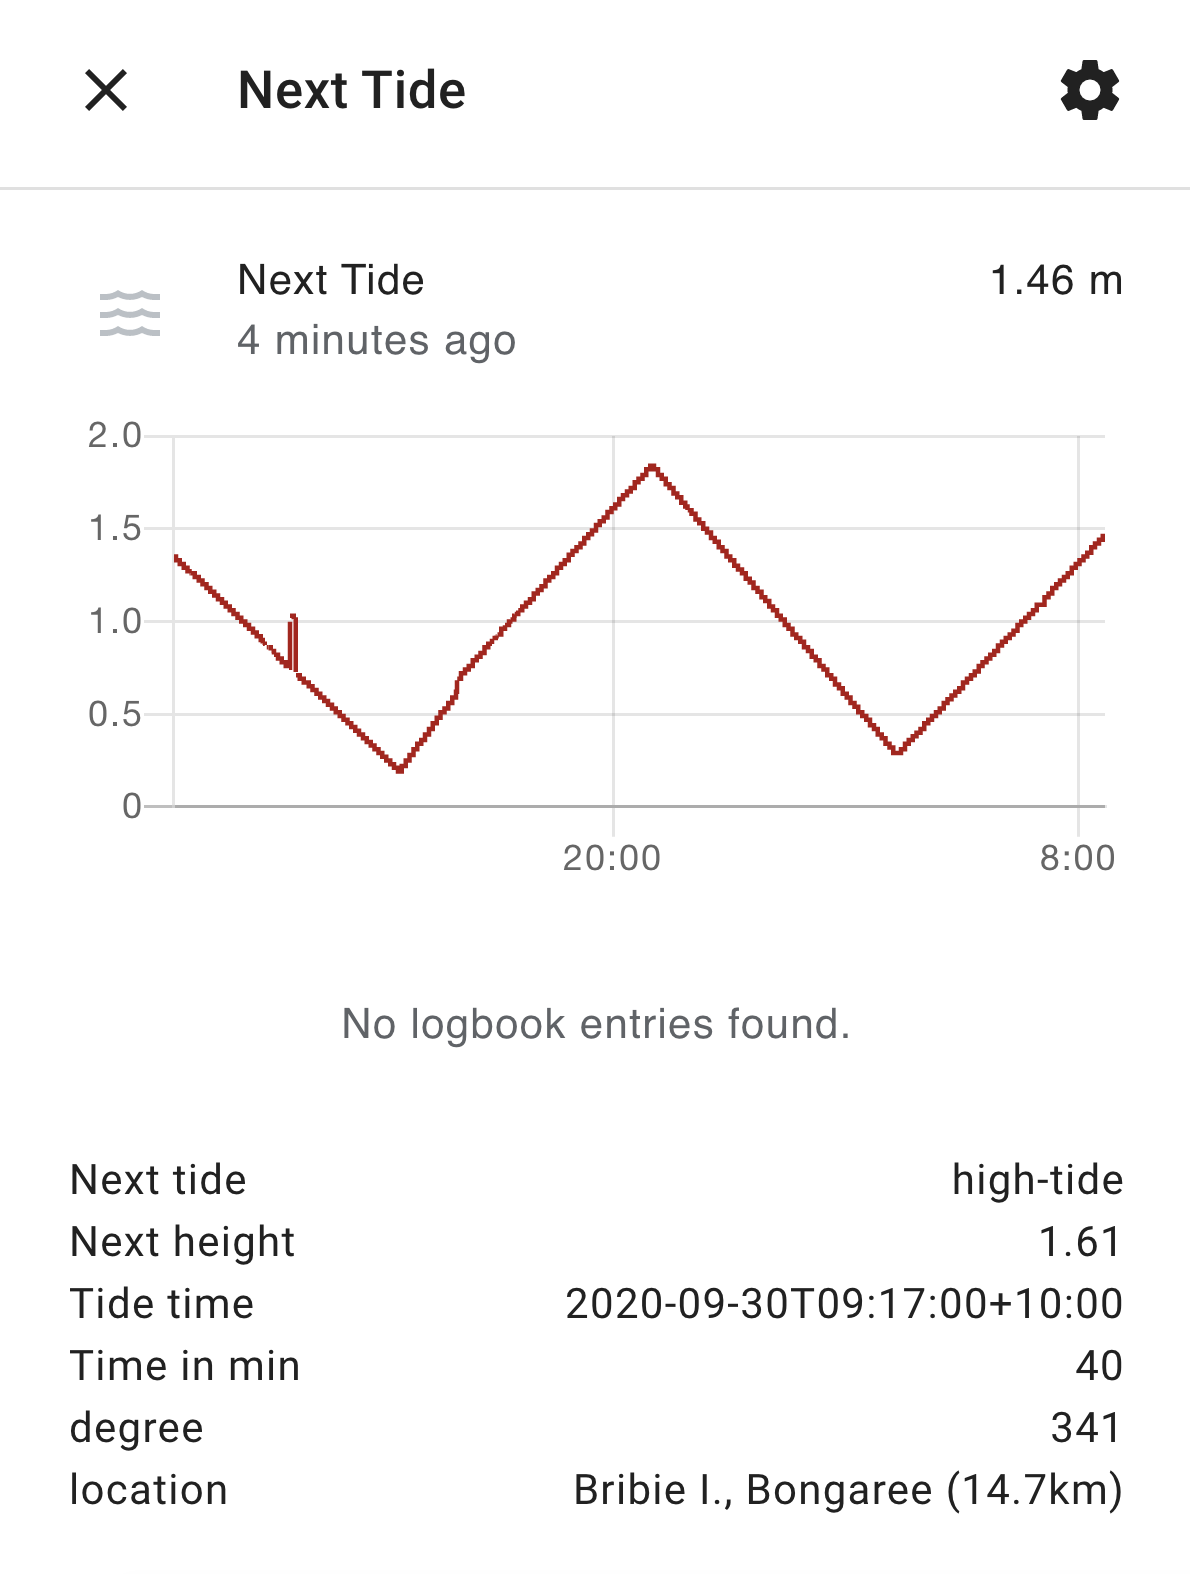 Next Tide
Next Tide 1.46 m
4 minutes ago
2.0
1.5
1.0
0.5
0
20:00 8:00
No logbook entries found.
Next tide high-tide
Next height 1.61
Tide time 2020-09-30T09:17:00+10:00
Time in min 40
degree 341
location Bribie I., Bongaree (14.7km)